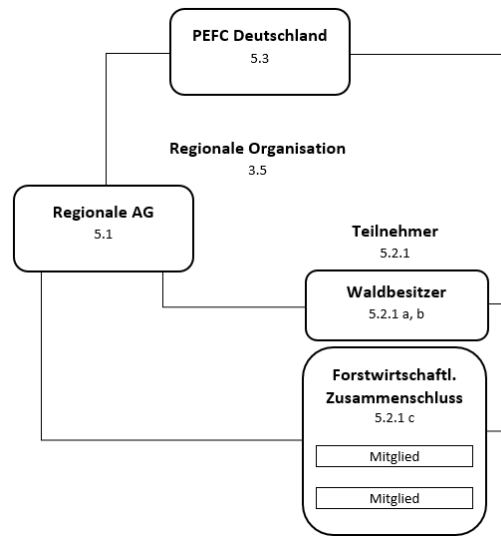 PEFC Deutschland
5.3
Regionale Organisation
3.5
Regionale AG
5.1
Teilnehmer
5.2.1
Waldbesitzer
5.2.1 a, b
Forstwirtschaftl.
Zusammenschluss
5.2.1 c
Mitglied
Mitglied